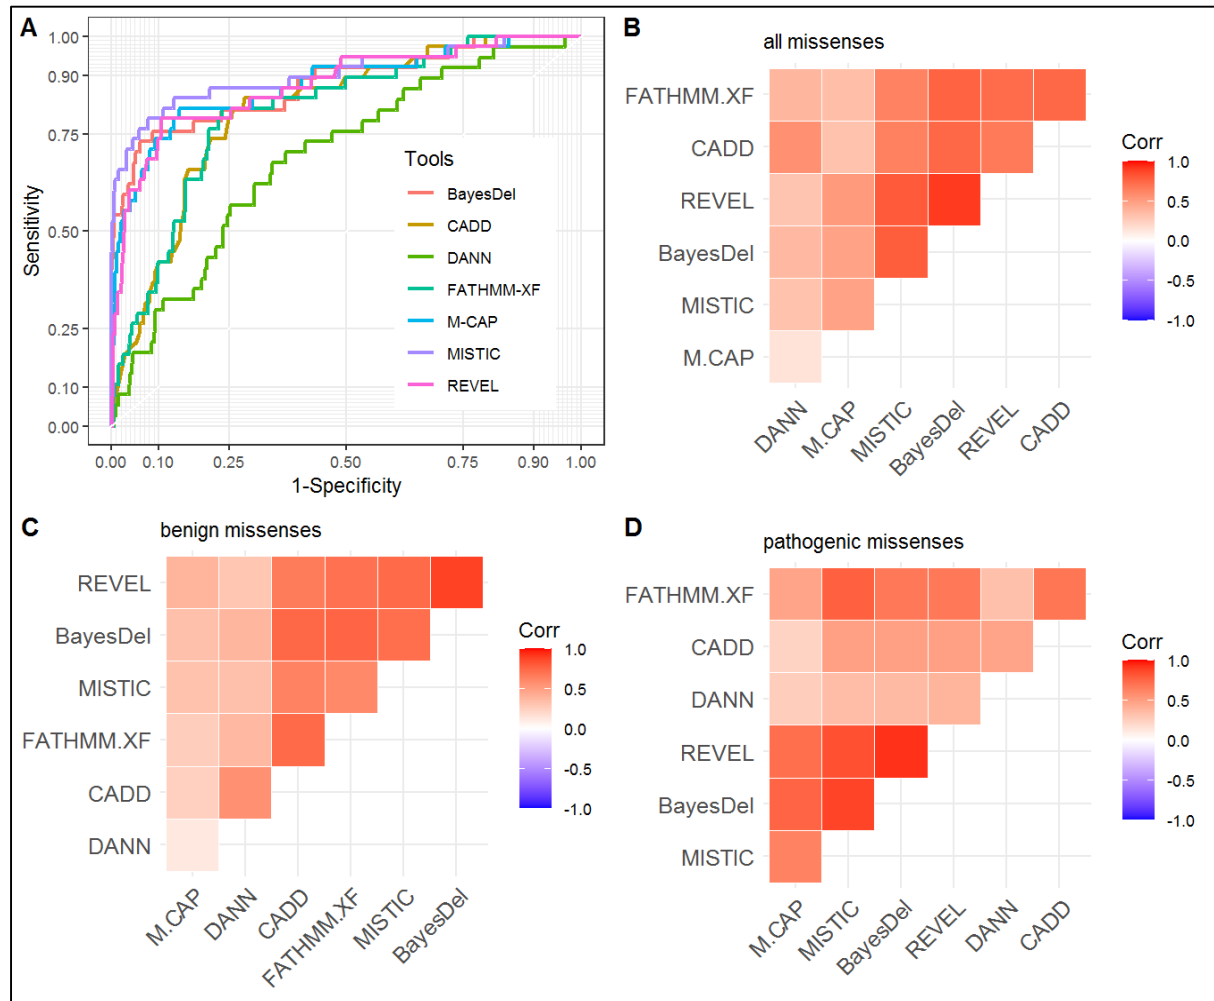 A
1.00
0.90
0.75
0.50
0.25
0.10
0.00
Sensitivity
0.00 0.10 0.25 0.50 0.75 0.90 1.00
1-Specificity
Tools
BayesDel
CADD
DANN
FATHMM-XF
M-CAP
MISTIC
REVEL
B
all missenses
FATHMM.XF
CADD
REVEL
BayesDel
MISTIC
M.CAP
DANN M.CAP MISTIC BayesDel REVEL CADD
Corr
1.0
0.5
0.0
-0.5
-1.0
C
benign missenses
REVEL
BayesDel
MISTIC
FATHMM.XF
CADD
DANN
M.CAP DANN CADD FATHMM.XF MISTIC BayesDel
Corr
1.0
0.5
0.0
-0.5
-1.0
D
pathogenic missenses
FATHMM.XF
CADD
DANN
REVEL
BayesDel
MISTIC
M.CAP MISTIC BayesDel REVEL DANN CADD
Corr
1.0
0.5
0.0
-0.5
-1.0